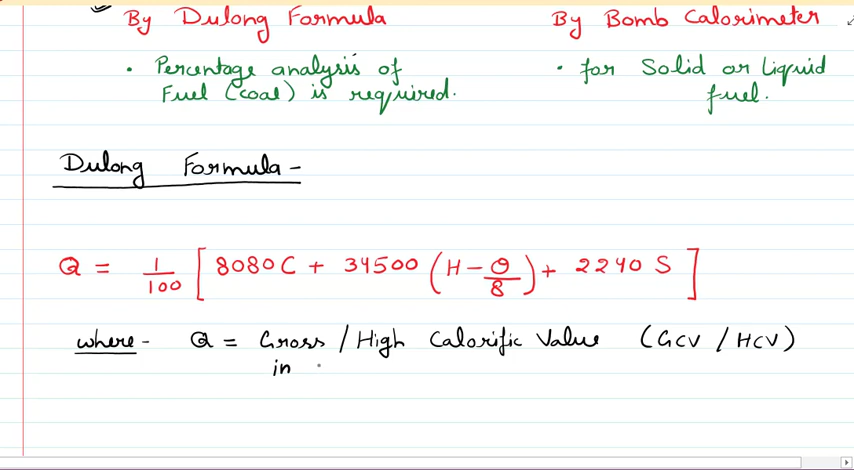 By Dulong Formula
By Bomb Calorimeter
• Percentage analysis of
Fuel (coal) is required.
• for Solid or Liquid
fuel.
Dulong Formula -
Q = 1/100 [ 8080 C + 34500 ( H - O/8 ) + 2240 S ]
where - Q = Gross / High Calorific Value (GCV / HCV)
in